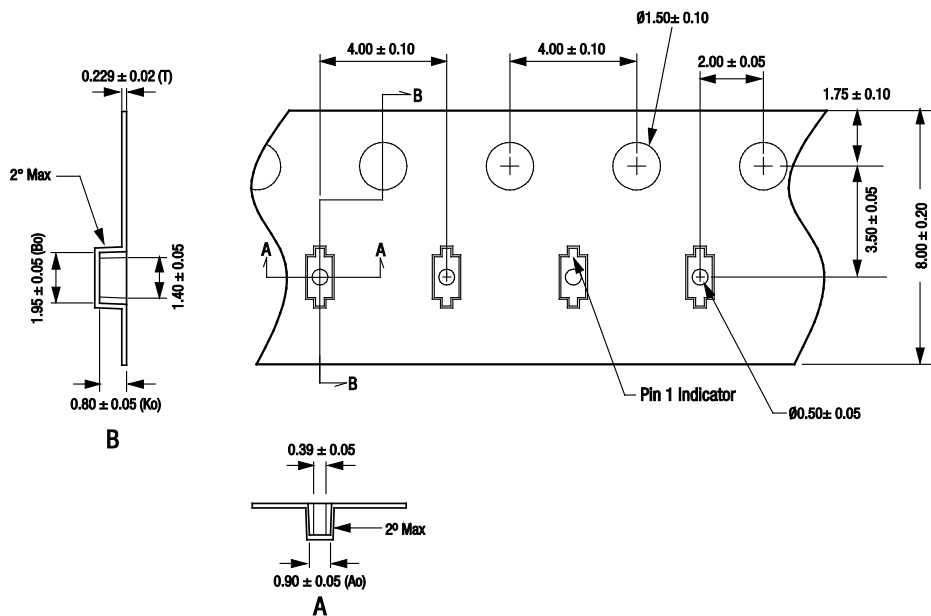 Ø1.50± 0.10
4.00 ± 0.10
4.00 ± 0.10
2.00 ± 0.05
0.229 ± 0.02 (T)
B
1.75 ± 0.10
2° Max
1.95 ± 0.05 (Bo)
1.40 ± 0.05
A
A
3.50 ± 0.05
8.00 ± 0.20
B
Pin 1 Indicator
0.80 ± 0.05 (Ko)
Ø0.50± 0.05
B
0.39 ± 0.05
2º Max
0.90 ± 0.05 (Ao)
A